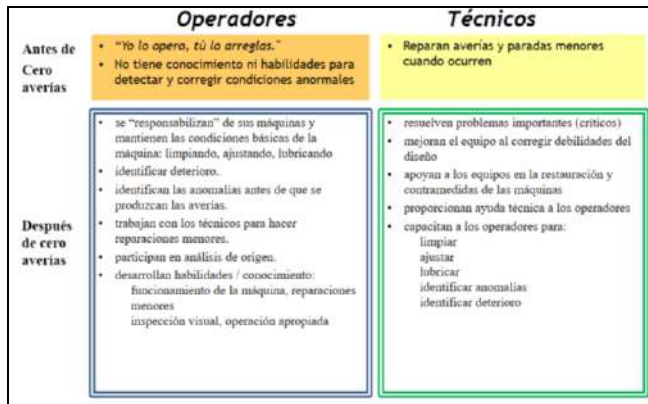 Operadores
Técnicos
Antes de
Cero
averías
• "Yo lo opero, tú lo arreglas."
• No tiene conocimiento ni habilidades para
detectar y corregir condiciones anormales
• Reparan averías y paradas menores
cuando ocurren
Después
de cero
averías
• se "responsabilizan" de sus máquinas y
mantienen las condiciones básicas de la
máquina: limpiando, ajustando, lubricando
• identificar deterioro.
• identifican las anomalías antes de que se
produzcan las averías.
• trabajan con los técnicos para hacer
reparaciones menores.
• participan en análisis de origen.
• desarrollan habilidades / conocimiento:
funcionamiento de la máquina, reparaciones
menores
inspección visual, operación apropiada
• resuelven problemas importantes (críticos)
• mejoran el equipo al corregir debilidades del
diseño
• apoyan a los equipos en la restauración y
contramedidas de las máquinas
• proporcionan ayuda técnica a los operadores
• capacitan a los operadores para:
limpiar
ajustar
lubricar
identificar anomalías
identificar deterioro